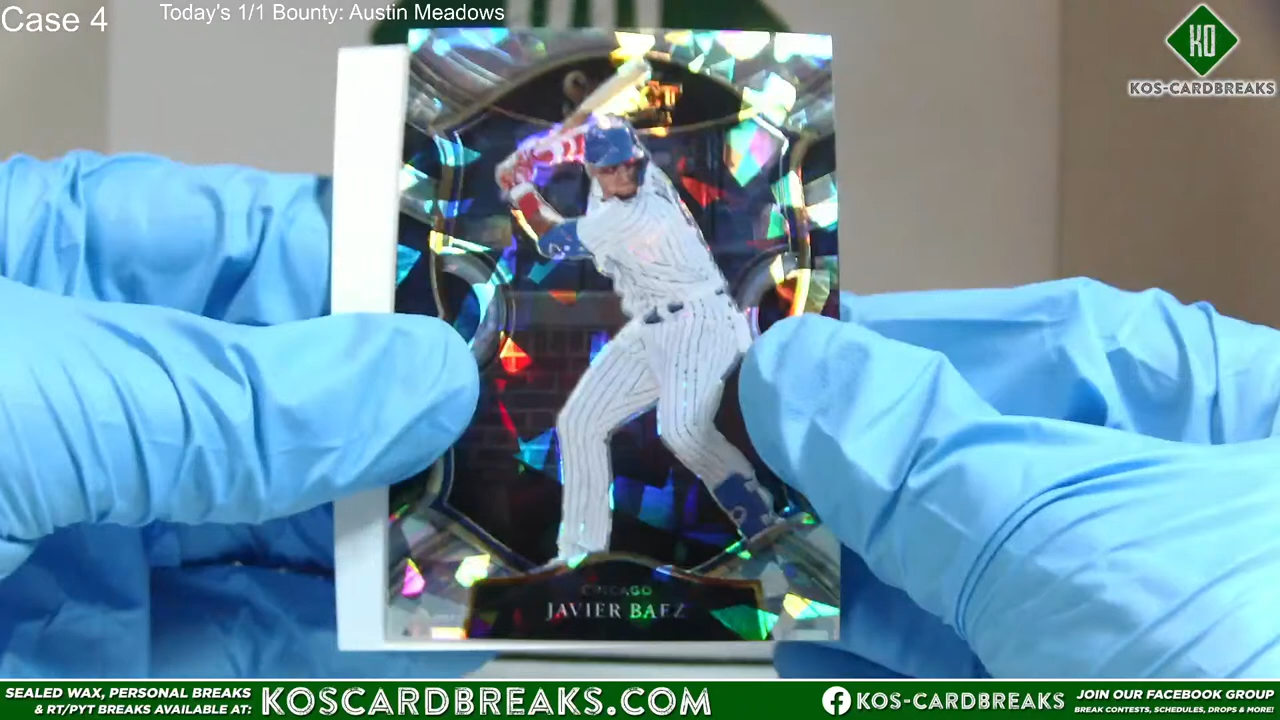 Case 4
Today's 1/1 Bounty: Austin Meadows
KO
KOS-CARDBREAKS
CHICAGO
JAVIER BAEZ
SEALED WAX, PERSONAL BREAKS
& RT/PYT BREAKS AVAILABLE AT:
KOSCARDBREAKS.COM
KOS-CARDBREAKS
JOIN OUR FACEBOOK GROUP
BREAK CONTESTS, SCHEDULES, DROPS & MORE!